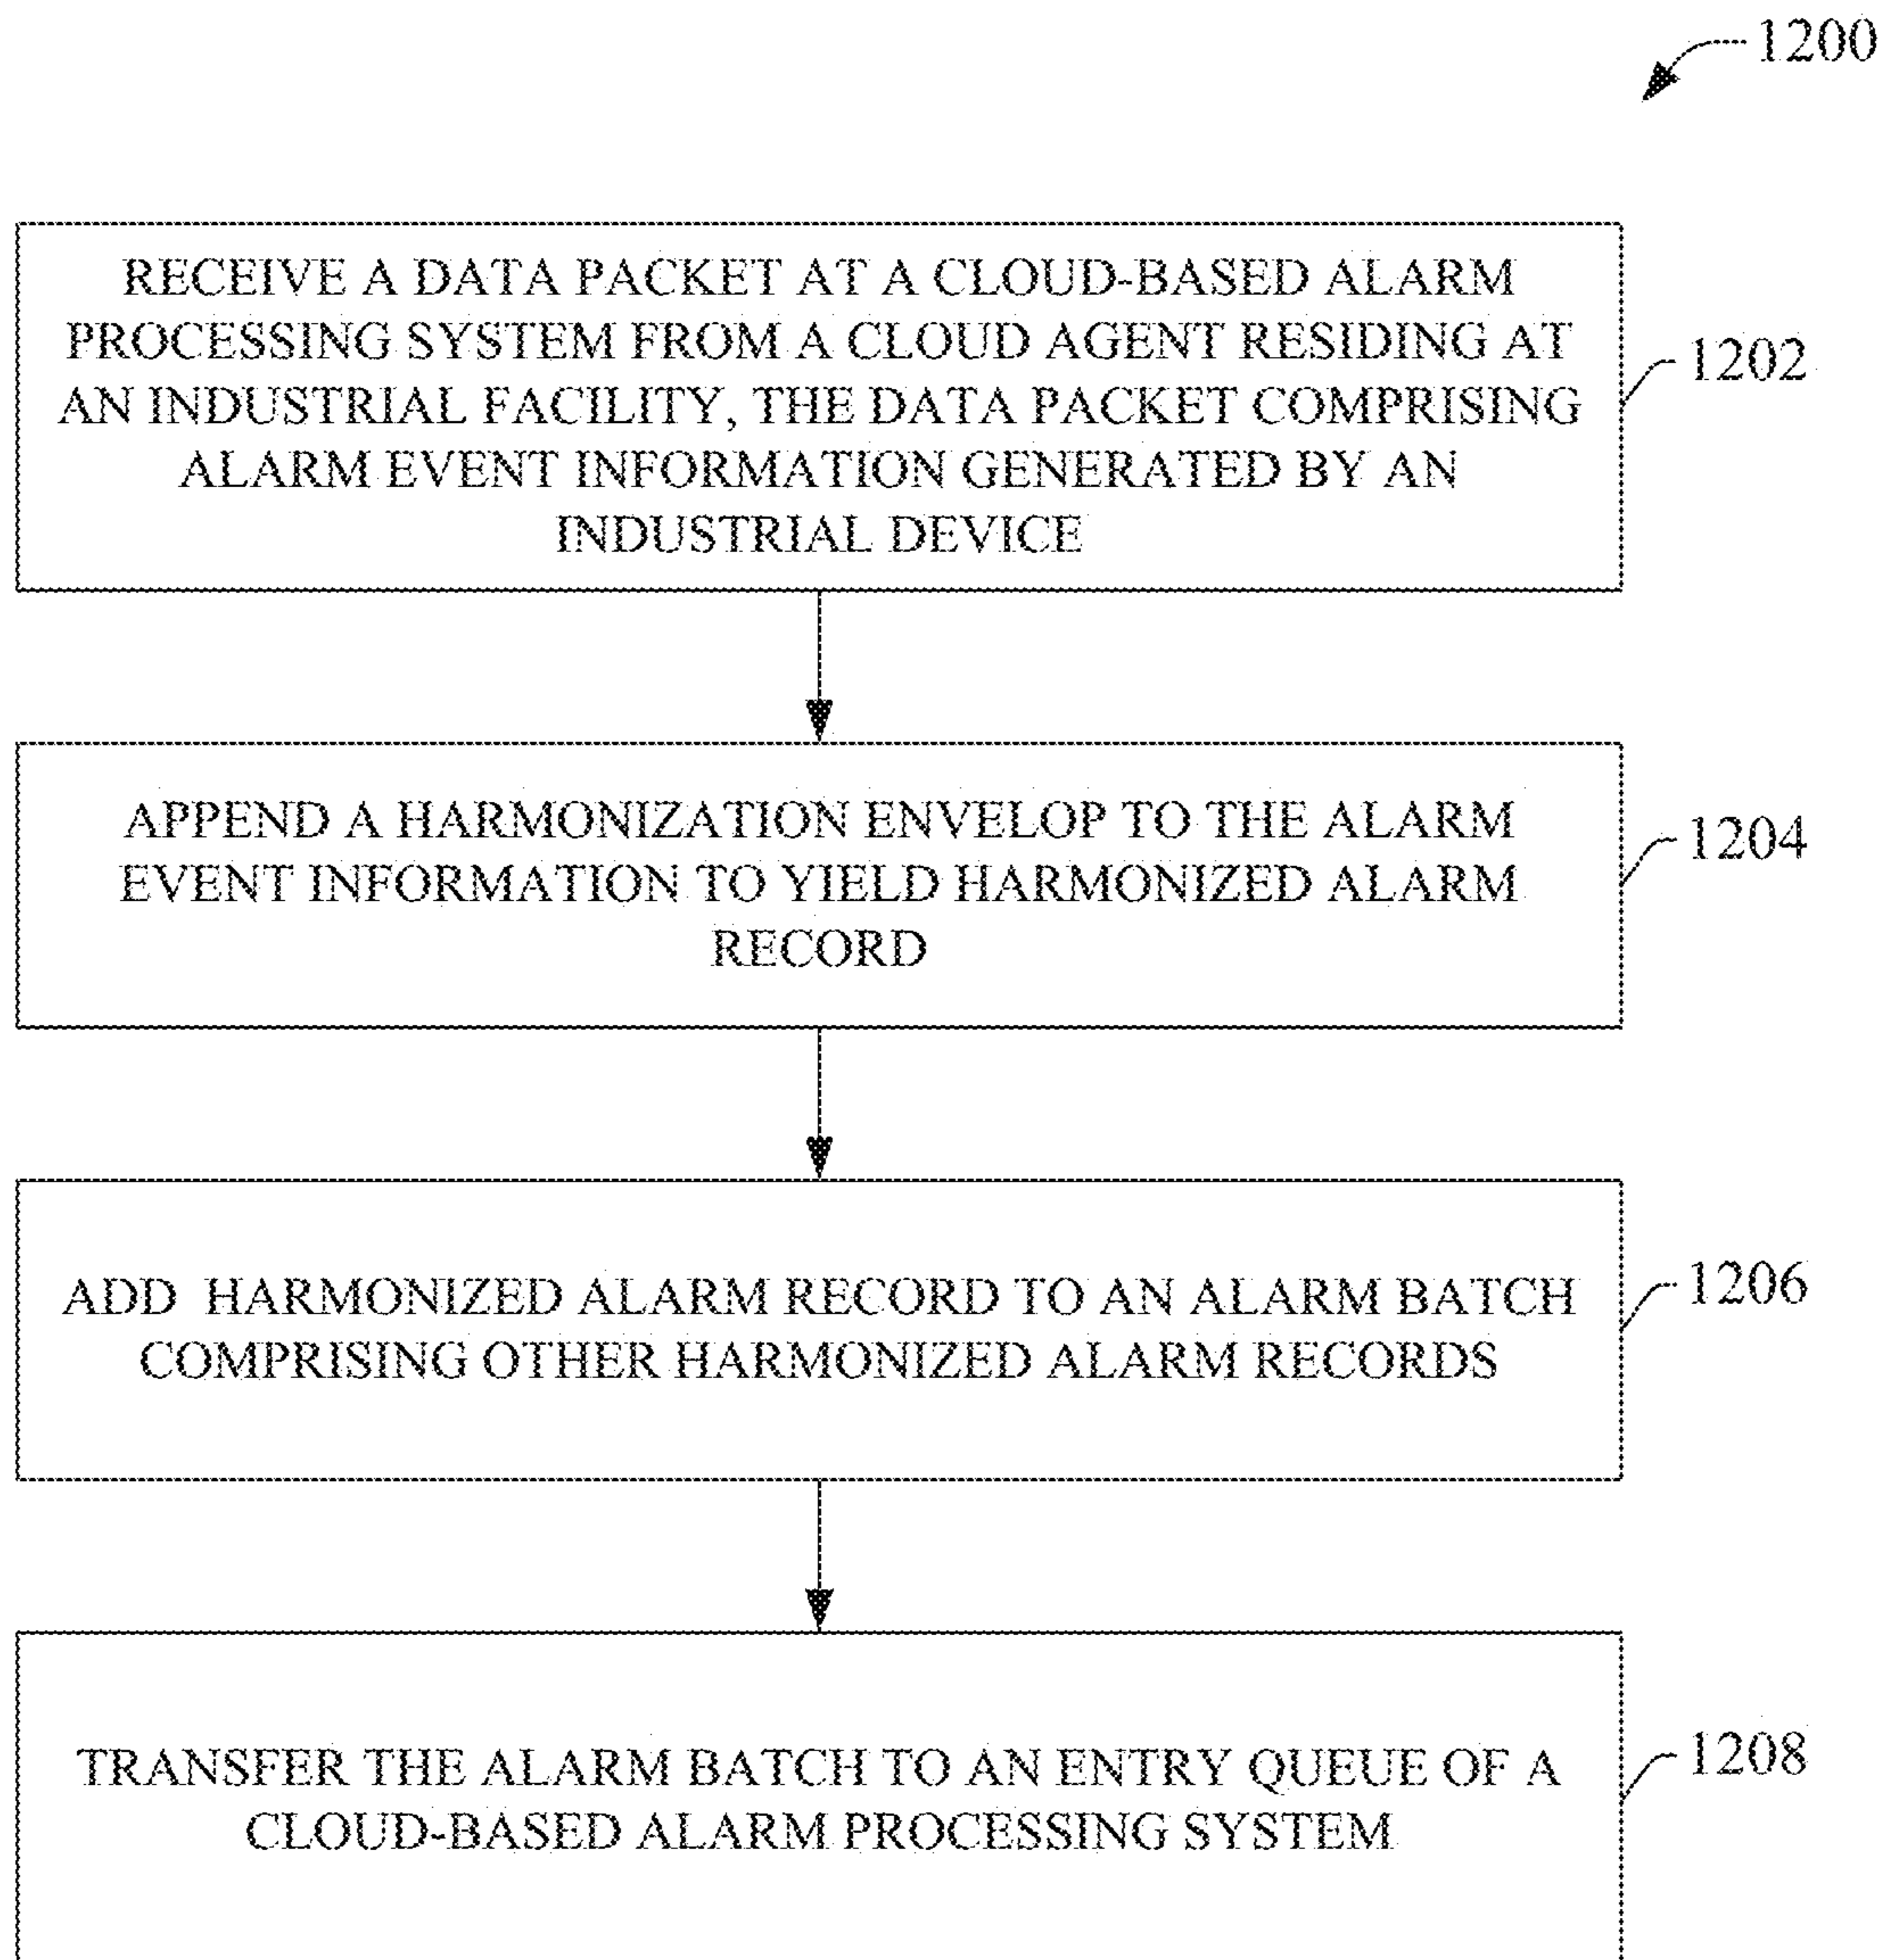 1200
RECEIVE A DATA PACKET AT A CLOUD-BASED ALARM
PROCESSING SYSTEM FROM A CLOUD AGENT RESIDING AT
AN INDUSTRIAL FACILITY, THE DATA PACKET COMPRISING
ALARM EVENT INFORMATION GENERATED BY AN
INDUSTRIAL DEVICE
1202
APPEND A HARMONIZATION ENVELOP TO THE ALARM
EVENT INFORMATION TO YIELD HARMONIZED ALARM
RECORD
1204
ADD HARMONIZED ALARM RECORD TO AN ALARM BATCH
COMPRISING OTHER HARMONIZED ALARM RECORDS
1206
TRANSFER THE ALARM BATCH TO AN ENTRY QUEUE OF A
CLOUD-BASED ALARM PROCESSING SYSTEM
1208